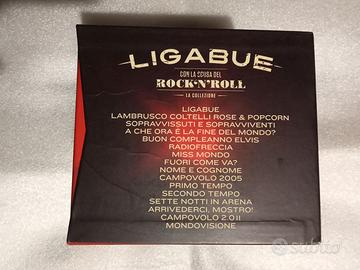 LIGABUE
CON LA SCUSA DEL
ROCK'N'ROLL
LA COLLEZIONE
LIGABUE
LAMBRUSCO COLTELLI ROSE & POPCORN
SOPRAVVISSUTI E SOPRAVVIVENTI
A CHE ORA È LA FINE DEL MONDO?
BUON COMPLEANNO ELVIS
RADIOFRECCIA
MISS MONDO
FUORI COME VA?
NOME E COGNOME
CAMPOVOLO 2005
PRIMO TEMPO
SECONDO TEMPO
SETTE NOTTI IN ARENA
ARRIVEDERCI, MOSTRO!
CAMPOVOLO 2.011
MONDOVISIONE
subito